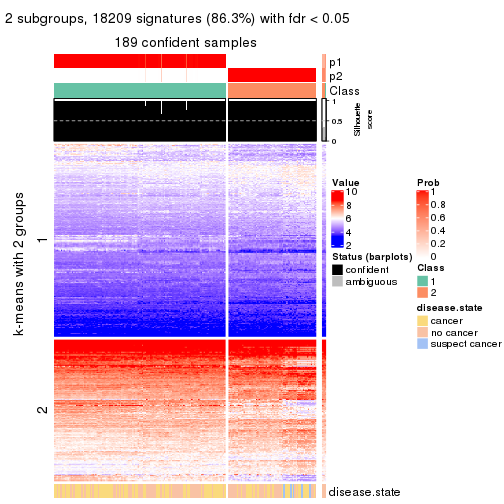 2 subgroups, 18209 signatures (86.3%) with fdr < 0.05
189 confident samples
p1
p2
Class
1
0.5
0
Silhouette
score
k-means with 2 groups
1
2
disease.state
Value
10
8
6
4
2
Status (barplots)
confident
ambiguous
Prob
1
0.8
0.6
0.4
0.2
0
Class
1
2
disease.state
cancer
no cancer
suspect cancer